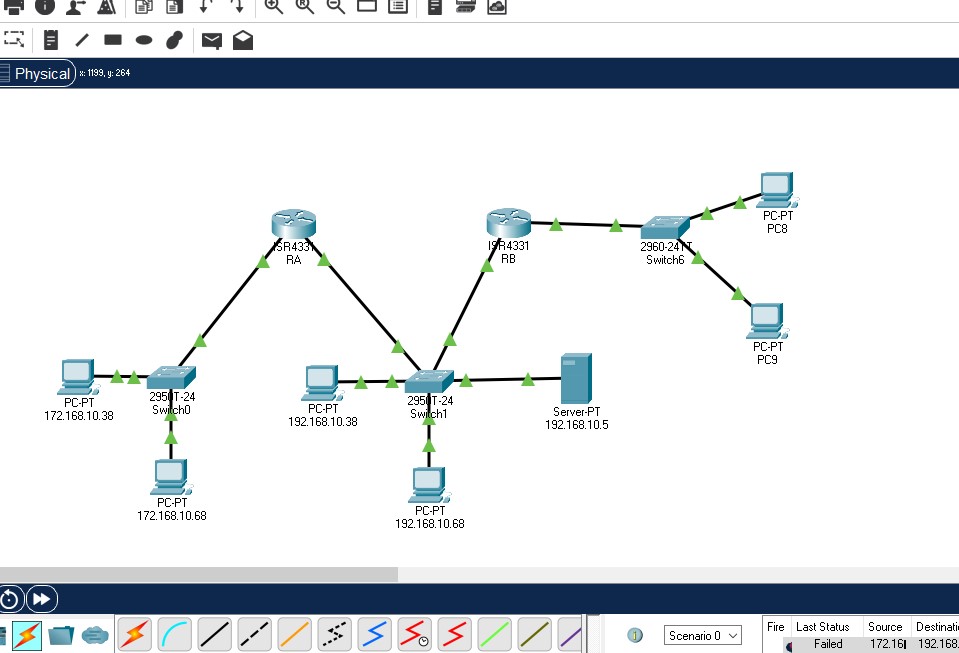 Physical
x: 1199, y: 264
PC-PT
PC8
ISR4331
RA
ISR4331
RB
2960-24TT
Switch6
PC-PT
PC9
PC-PT
172.168.10.38
2950T-24
Switch0
PC-PT
192.168.10.38
2950T-24
Switch1
Server-PT
192.168.10.5
PC-PT
172.168.10.68
PC-PT
192.168.10.68
Scenario 0
Fire Last Status Source Destinati
Failed 172.16 192.168.